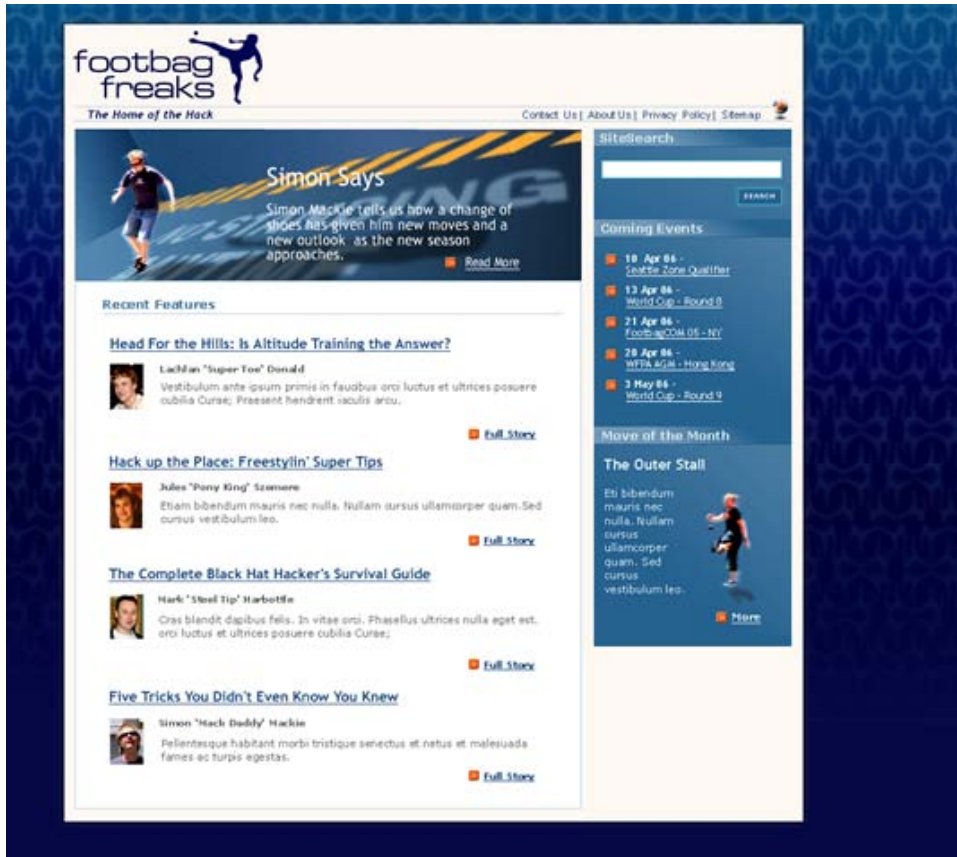 footbag
freaks
The Home of the Hack
Contact Us | About Us | Privacy Policy | Sitemap
Simon Says
Simon Mackie tells us how a change of
shoes has given him new moves and a
new outlook as the new season
approaches.
Read More
Recent Features
Head For the Hills: Is Altitude Training the Answer?
Lachlan 'Super Toe' Donald
Vestibulum ante ipsum primis in faucibus orci luctus et ultrices posuere
cubilia Curae; Praesent hendrerit iaculis arcu.
Full Story
Hack up the Place: Freestylin' Super Tips
Jules 'Pony King' Szemere
Etiam bibendum mauris nec nulla. Nullam cursus ullamcorper quam. Sed
cursus vestibulum leo.
Full Story
The Complete Black Hat Hacker's Survival Guide
Mark 'Steel Tip' Harbottle
Cras blandit dapibus felis. In vitae orci. Phasellus ultrices nulla eget est.
orci luctus et ultrices posuere cubilia Curae;
Full Story
Five Tricks You Didn't Even Know You Knew
Simon 'Mack Daddy' Mackie
Pellentesque habitant morbi tristique senectus et netus et malesuada
fames ac turpis egestas.
Full Story
SiteSearch
SEARCH
Coming Events
10 Apr 06 -
Seattle Zone Qualifier
13 Apr 06 -
World Cup - Round 8
21 Apr 06 -
FootbagCOM 05 - NY
28 Apr 06 -
WFPA AGM - Hong Kong
3 May 06 -
World Cup - Round 9
Move of the Month
The Outer Stall
Eti bibendum
mauris nec
nulla. Nullam
cursus
ullamcorper
quam. Sed
cursus
vestibulum leo.
More